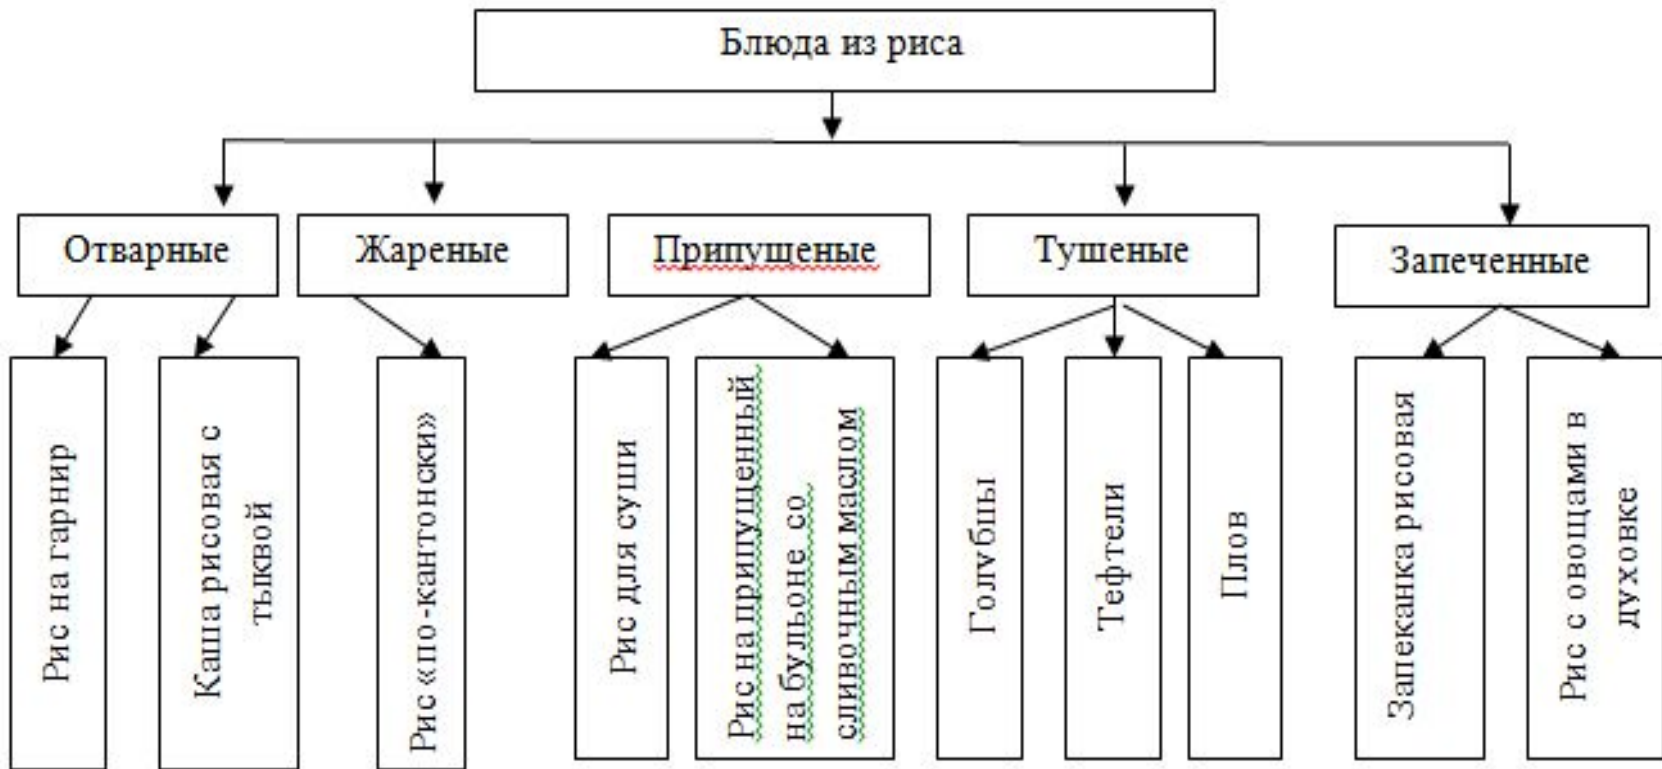 Блюда из риса
Отварные
Жареные
Припущеные
Тушеные
Запеченные
Рис на гарнир
Каша рисовая с
тыквой
Рис «по-кантонски»
Рис для суши
Рис на припущенный
на бульоне со
сливочным маслом
Голубцы
Тефтели
Плов
Запеканка рисовая
Рис с овощами в
духовке